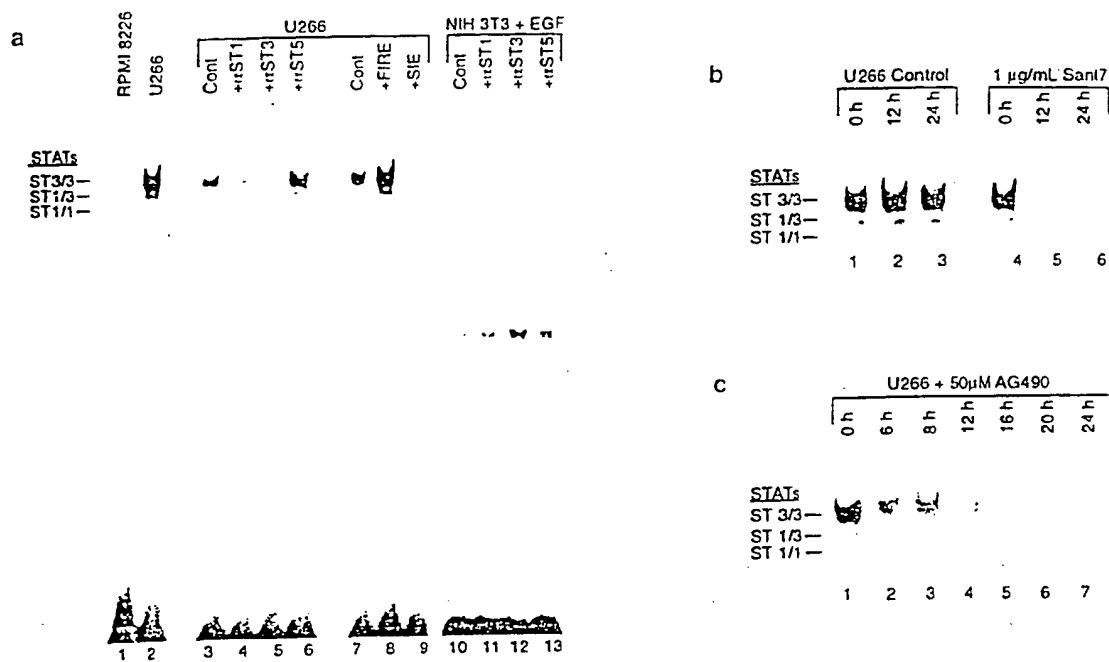 a
U266
NIH 3T3 + EGF
RPMI 8226
U266
Cont
+αST1
+αST3
+αST5
Cont
+FIRE
+SIE
Cont
+αST1
+αST3
+αST5
STATs
ST3/3
ST1/3
ST1/1
1 2 3 4 5 6 7 8 9 10 11 12 13
b
U266 Control
1 µg/mL Sant7
0 h
12 h
24 h
0 h
12 h
24 h
STATs
ST 3/3
ST 1/3
ST 1/1
1 2 3 4 5 6
c
U266 + 50µM AG490
0 h
6 h
8 h
12 h
16 h
20 h
24 h
STATs
ST 3/3
ST 1/3
ST 1/1
1 2 3 4 5 6 7